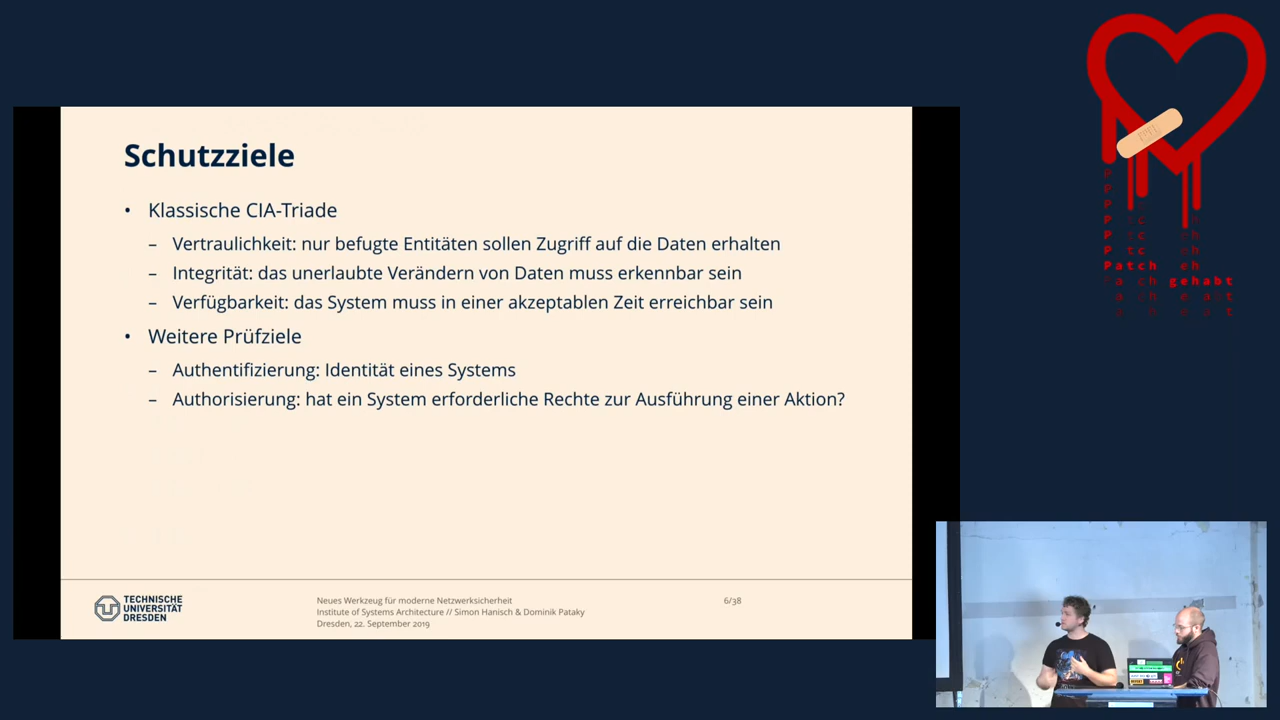 Schutzziele
• Klassische CIA-Triade
– Vertraulichkeit: nur befugte Entitäten sollen Zugriff auf die Daten erhalten
– Integrität: das unerlaubte Verändern von Daten muss erkennbar sein
– Verfügbarkeit: das System muss in einer akzeptablen Zeit erreichbar sein
• Weitere Prüfziele
– Authentifizierung: Identität eines Systems
– Authorisierung: hat ein System erforderliche Rechte zur Ausführung einer Aktion?
TECHNISCHE
UNIVERSITÄT
DRESDEN
Neues Werkzeug für moderne Netzwerksicherheit
Institute of Systems Architecture // Simon Hanisch & Dominik Pataky
Dresden, 22. September 2019
6/38
Patch
gehabt